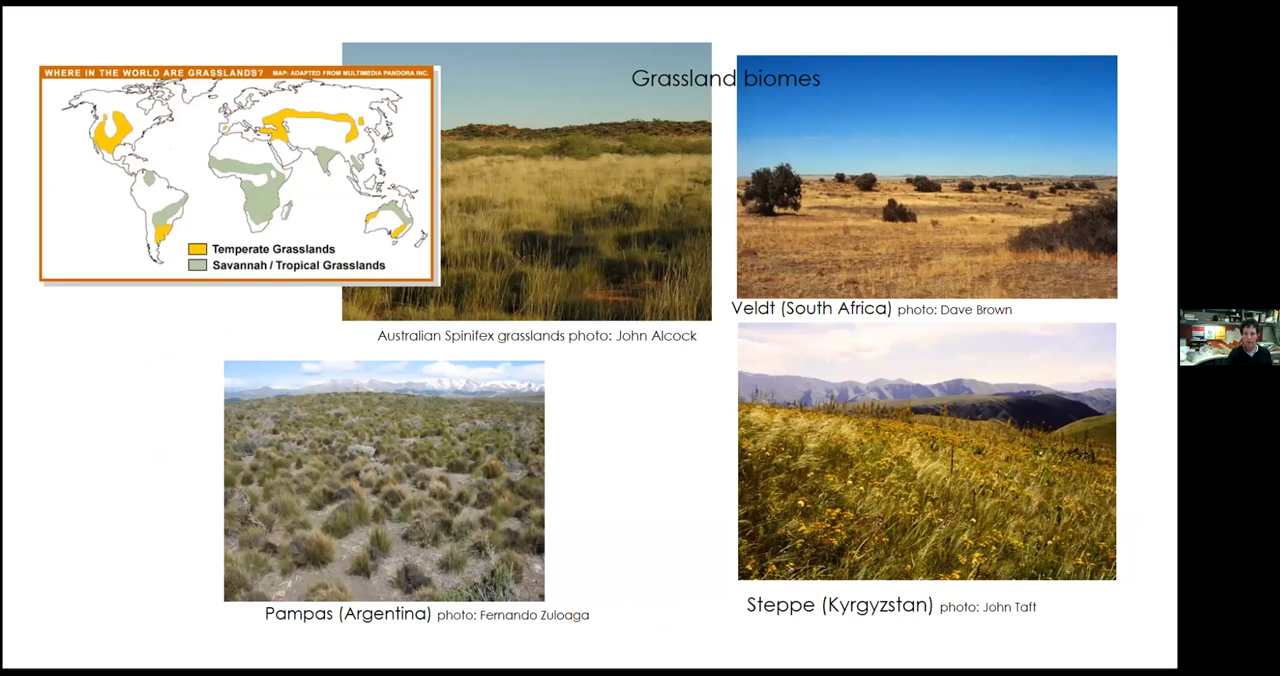 Grassland biomes
WHERE IN THE WORLD ARE GRASSLANDS? MAP: ADAPTED FROM MULTIMEDIA PANDORA INC.
Temperate Grasslands
Savannah / Tropical Grasslands
Australian Spinifex grasslands photo: John Alcock
Veldt (South Africa) photo: Dave Brown
Pampas (Argentina) photo: Fernando Zuloaga
Steppe (Kyrgyzstan) photo: John Taft